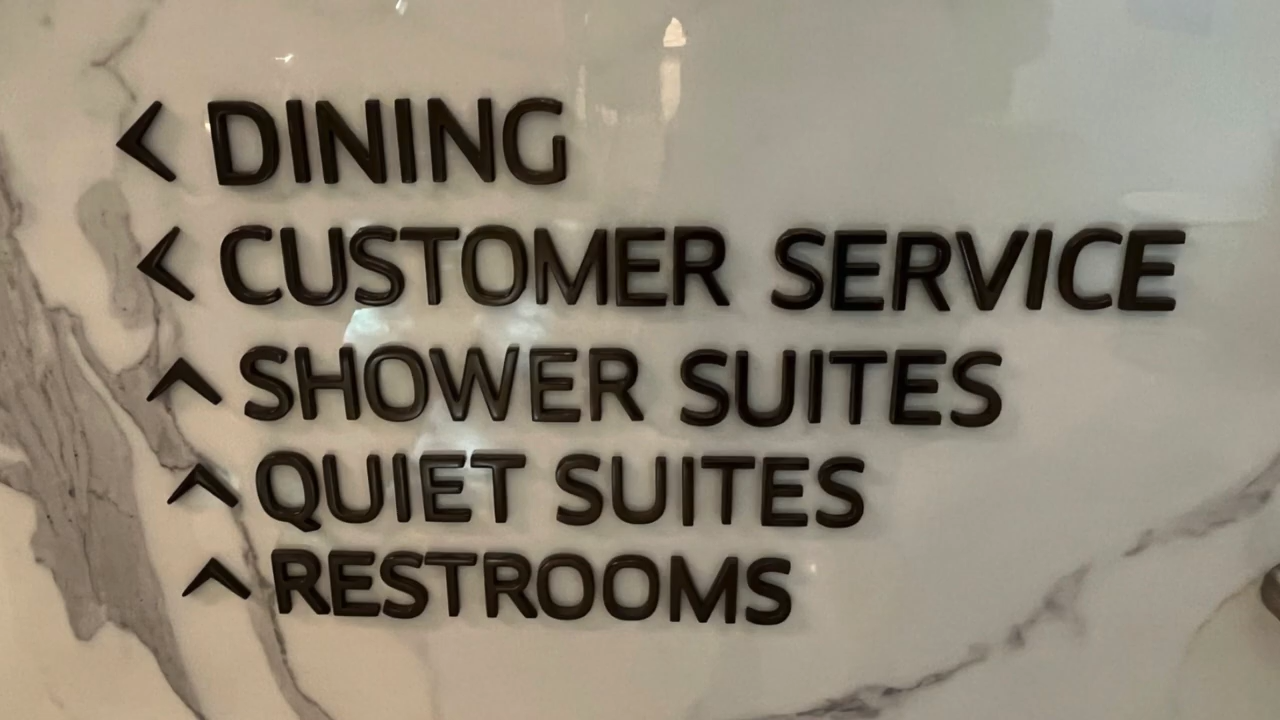 < DINING
< CUSTOMER SERVICE
^ SHOWER SUITES
^ QUIET SUITES
^ RESTROOMS